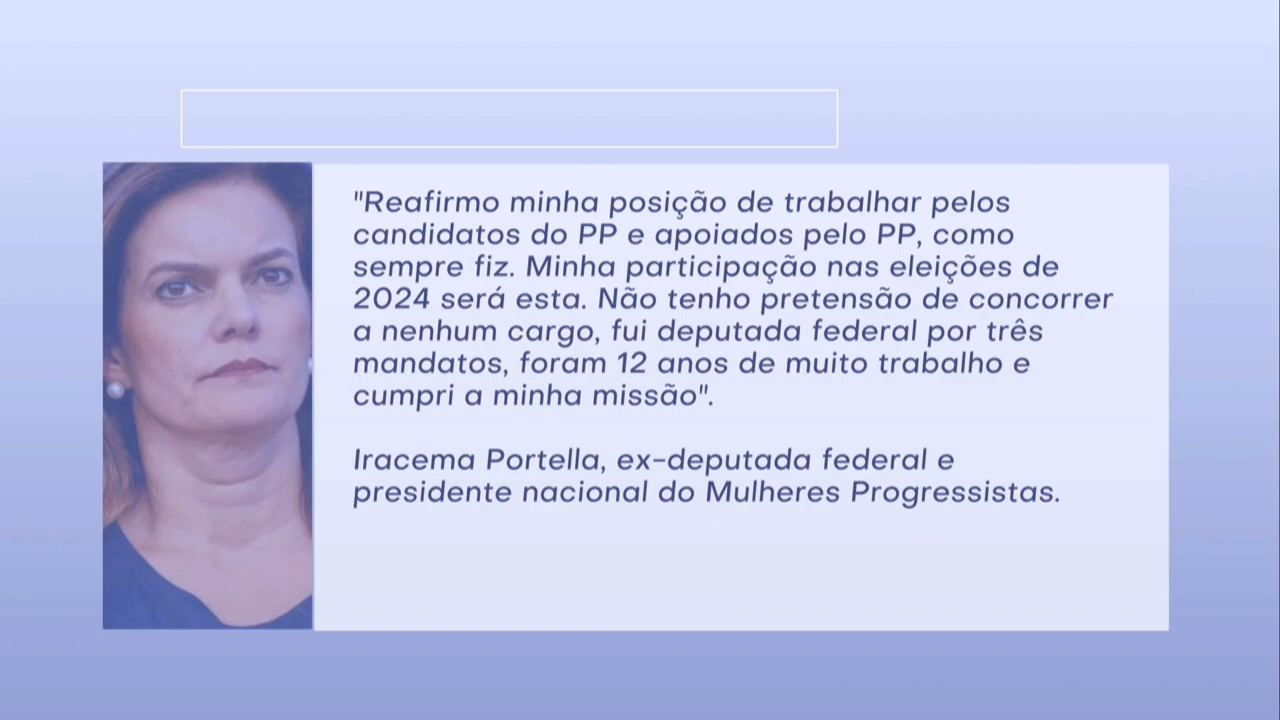 "Reafirmo minha posição de trabalhar pelos
candidatos do PP e apoiados pelo PP, como
sempre fiz. Minha participação nas eleições de
2024 será esta. Não tenho pretensão de concorrer
a nenhum cargo, fui deputada federal por três
mandatos, foram 12 anos de muito trabalho e
cumpri a minha missão".
Iracema Portella, ex-deputada federal e
presidente nacional do Mulheres Progressistas.